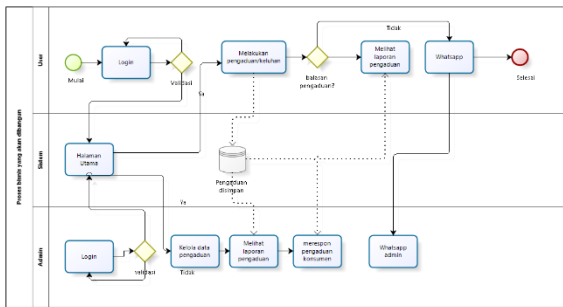 Proses bisnis yang akan dibangun
User
Mulai
Login
Validasi
Ya
Melakukan
pengaduan/keluhan
balasan
pengaduan?
Tidak
Melihat
laporan
pengaduan
Whatsapp
Selesai
Sistem
Halaman
Utama
Pengaduan
disimpan
Admin
Login
validasi
Ya
Tidak
Kelola data
pengaduan
Melihat
laporan
pengaduan
merespon
pengaduan
konsumen
Whatsapp
admin